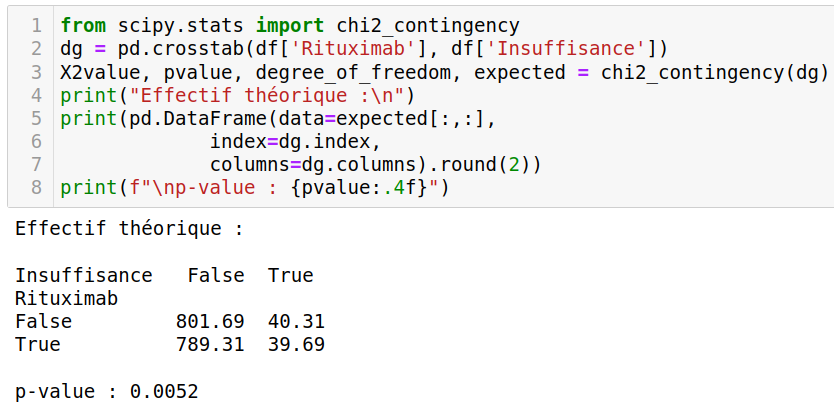 1 from scipy.stats import chi2_contingency
2 dg = pd.crosstab(df['Rituximab'], df['Insuffisance'])
3 X2value, pvalue, degree_of_freedom, expected = chi2_contingency(dg)
4 print("Effectif théorique :\n")
5 print(pd.DataFrame(data=expected[:,:],
6              index=dg.index,
7              columns=dg.columns).round(2))
8 print(f"\np-value : {pvalue:.4f}")
Effectif théorique :
Insuffisance   False  True
Rituximab
False         801.69  40.31
True          789.31  39.69
p-value : 0.0052